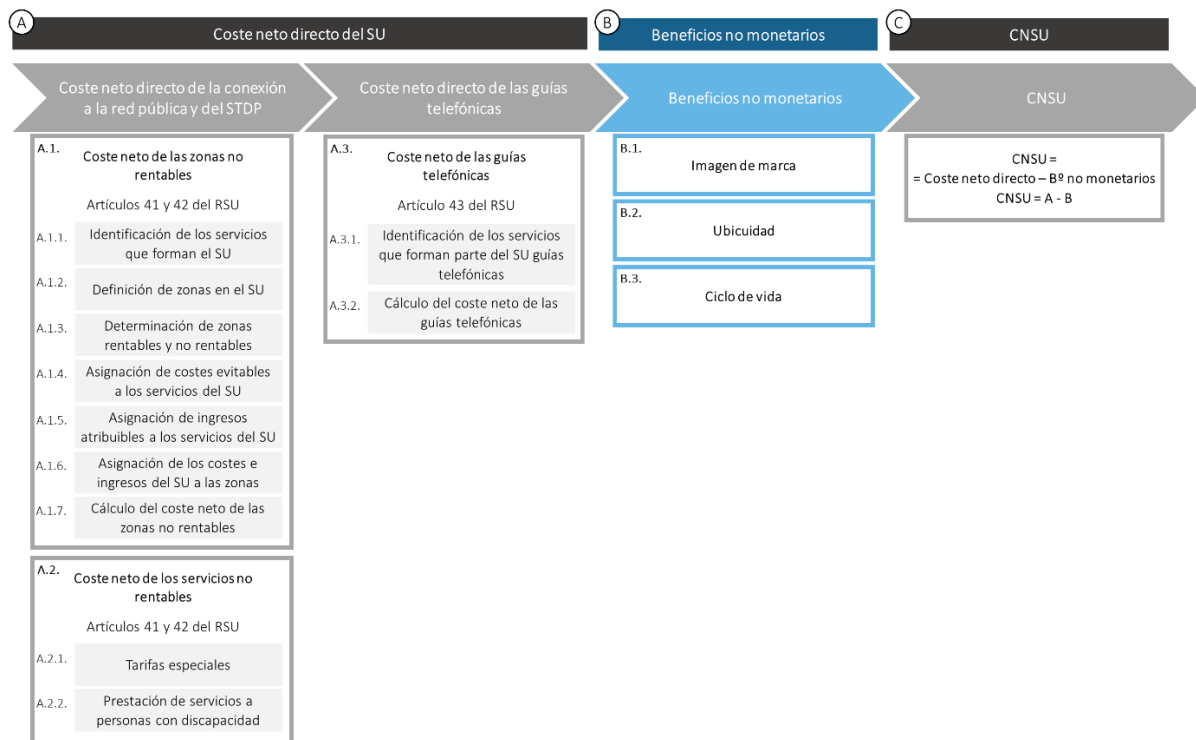 A
Coste neto directo del SU
B
Beneficios no monetarios
C
CNSU
Coste neto directo de la conexión
a la red pública y del STDP
Coste neto directo de las guías
telefónicas
Beneficios no monetarios
CNSU
A.1.
Coste neto de las zonas no
rentables
Artículos 41 y 42 del RSU
A.1.1.
Identificación de los servicios
que forman el SU
A.1.2.
Definición de zonas en el SU
A.1.3.
Determinación de zonas
rentables y no rentables
A.1.4.
Asignación de costes evitables
a los servicios del SU
A.1.5.
Asignación de ingresos
atribuibles a los servicios del SU
A.1.6.
Asignación de los costes e
ingresos del SU a las zonas
A.1.7.
Cálculo del coste neto de las
zonas no rentables
A.2.
Coste neto de los servicios no
rentables
Artículos 41 y 42 del RSU
A.2.1.
Tarifas especiales
A.2.2.
Prestación de servicios a
personas con discapacidad
A.3.
Coste neto de las guías
telefónicas
Artículo 43 del RSU
A.3.1.
Identificación de los servicios
que forman parte del SU guías
telefónicas
A.3.2.
Cálculo del coste neto de las
guías telefónicas
B.1.
Imagen de marca
B.2.
Ubicuidad
B.3.
Ciclo de vida
CNSU =
= Coste neto directo – Bº no monetarios
CNSU = A - B